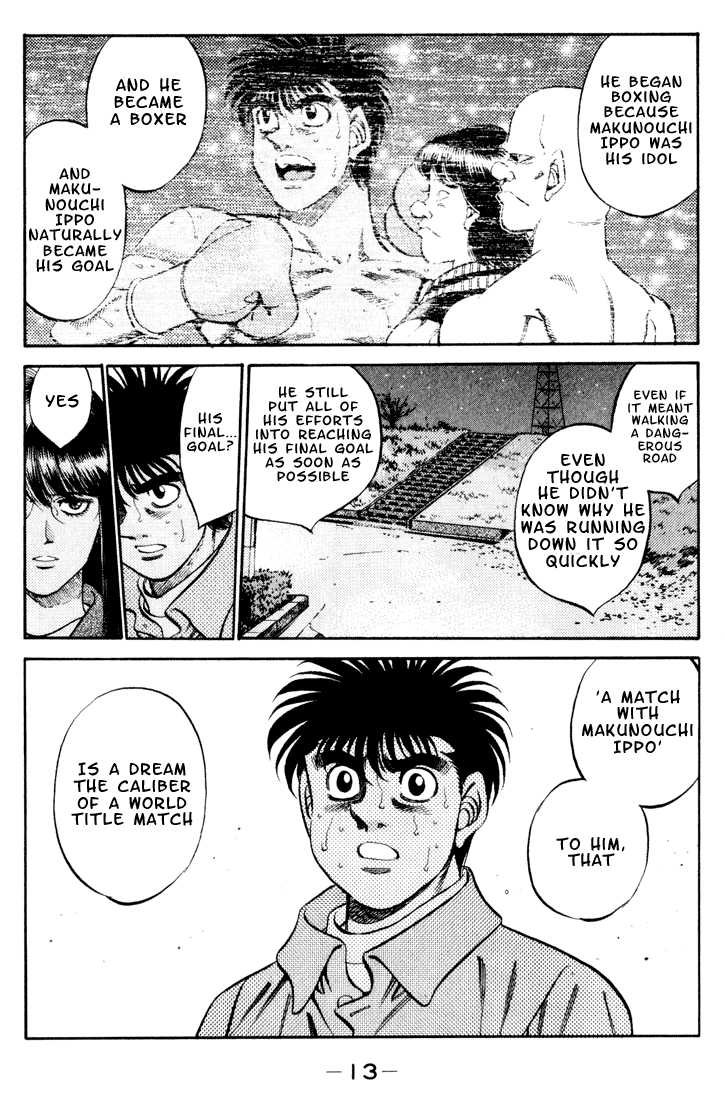 HE BEGAN
BOXING
BECAUSE
MAKUNOUCHI
IPPO WAS
HIS IDOL
AND HE
BECAME
A BOXER
AND
MAKU-
NOUCHI
IPPO
NATURALLY
BECAME
HIS GOAL
EVEN IF
IT MEANT
WALKING
A DANG-
EROUS
ROAD
EVEN
THOUGH
HE DIDN'T
KNOW WHY HE
WAS RUNNING
DOWN IT SO
QUICKLY
HE STILL
PUT ALL OF
HIS EFFORTS
INTO REACHING
HIS FINAL GOAL
AS SOON AS
POSSIBLE
HIS
FINAL...
GOAL?
YES
'A MATCH
WITH
MAKUNOUCHI
IPPO'
TO HIM,
THAT
IS A DREAM
THE CALIBER
OF A WORLD
TITLE MATCH
—13—